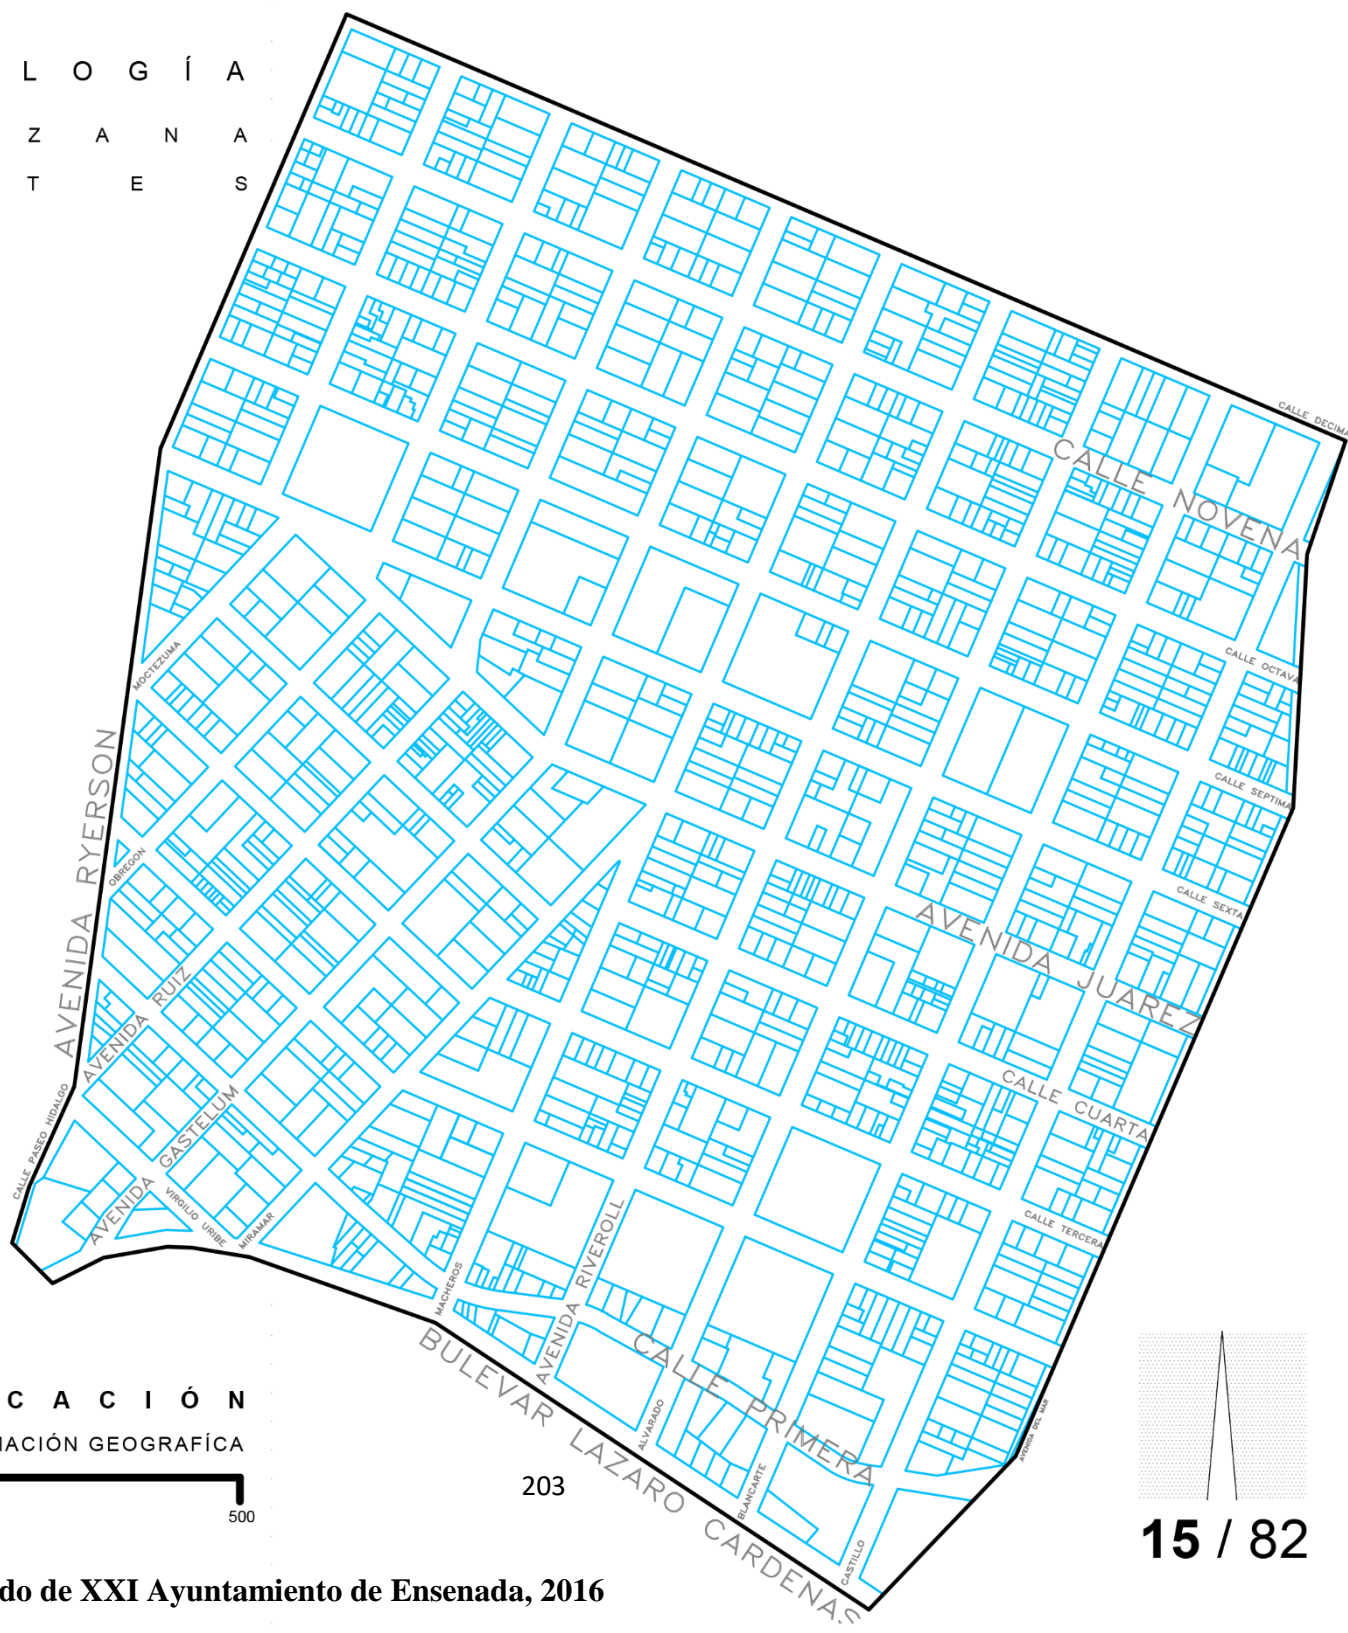 L O G Í A
Z A N A
T E S
CALLE DECIMA
CALLE NOVENA
CALLE OCTAVA
MOCTEZUMA
AVENIDA RYERSON
CALLE SEPTIMA
OBREGON
CALLE SEXTA
AVENIDA JUAREZ
AVENIDA RUIZ
CALLE CUARTA
CALLE PASEO HIDALGO
AVENIDA GASTELUM
VIRGILIO URIBE
MIRAMAR
CALLE TERCERA
MACHEROS
AVENIDA RIVEROLL
CALLE PRIMERA
BULEVAR LAZARO CARDENAS
ALVARADO
BLANCARTE
CASTILLO
AVENIDA DEL MAR
C A C I Ó N
MACIÓN GEOGRAFÍCA
500
203
15 / 82
do de XXI Ayuntamiento de Ensenada, 2016